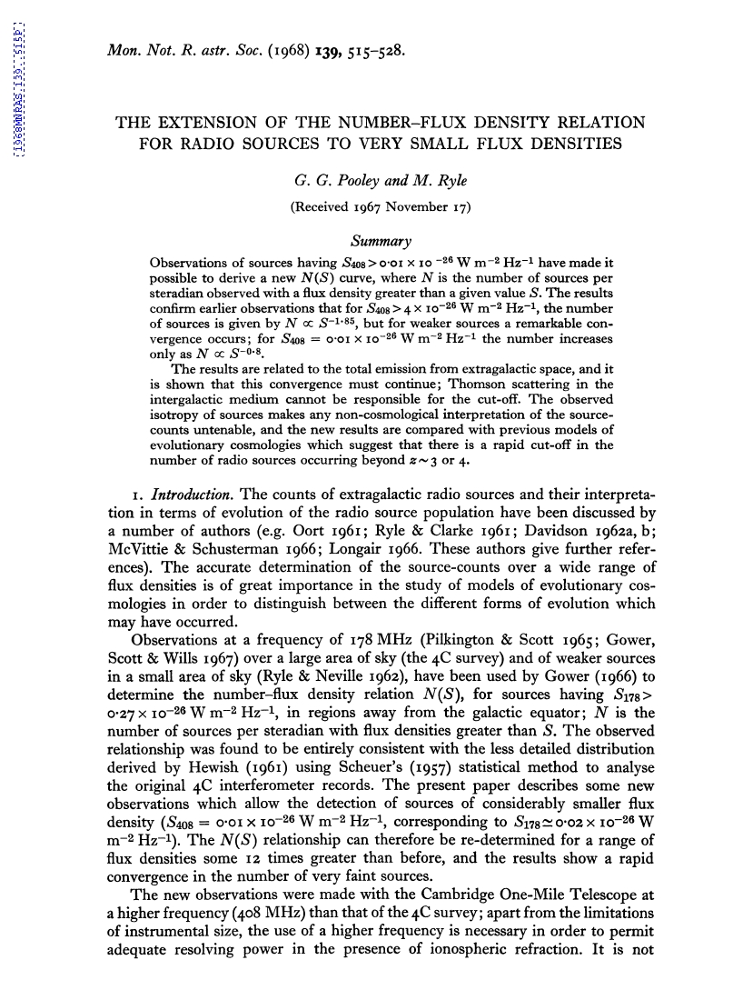 1968MNRAS.139..515P
Mon. Not. R. astr. Soc. (1968) 139, 515–528.
THE EXTENSION OF THE NUMBER–FLUX DENSITY RELATION
FOR RADIO SOURCES TO VERY SMALL FLUX DENSITIES
G. G. Pooley and M. Ryle
(Received 1967 November 17)
Summary
Observations of sources having S₄₀₈ > 0·01 × 10 ⁻²⁶ W m⁻² Hz⁻¹ have made it
possible to derive a new N(S) curve, where N is the number of sources per
steradian observed with a flux density greater than a given value S. The results
confirm earlier observations that for S₄₀₈ > 4 × 10⁻²⁶ W m⁻² Hz⁻¹, the number
of sources is given by N ∝ S⁻¹·⁸⁵, but for weaker sources a remarkable con-
vergence occurs; for S₄₀₈ = 0·01 × 10⁻²⁶ W m⁻² Hz⁻¹ the number increases
only as N ∝ S⁻⁰·⁸.
The results are related to the total emission from extragalactic space, and it
is shown that this convergence must continue; Thomson scattering in the
intergalactic medium cannot be responsible for the cut-off. The observed
isotropy of sources makes any non-cosmological interpretation of the source-
counts untenable, and the new results are compared with previous models of
evolutionary cosmologies which suggest that there is a rapid cut-off in the
number of radio sources occurring beyond z ~ 3 or 4.
1. Introduction. The counts of extragalactic radio sources and their interpreta-
tion in terms of evolution of the radio source population have been discussed by
a number of authors (e.g. Oort 1961; Ryle & Clarke 1961; Davidson 1962a, b;
McVittie & Schusterman 1966; Longair 1966. These authors give further refer-
ences). The accurate determination of the source-counts over a wide range of
flux densities is of great importance in the study of models of evolutionary cos-
mologies in order to distinguish between the different forms of evolution which
may have occurred.
Observations at a frequency of 178 MHz (Pilkington & Scott 1965; Gower,
Scott & Wills 1967) over a large area of sky (the 4C survey) and of weaker sources
in a small area of sky (Ryle & Neville 1962), have been used by Gower (1966) to
determine the number–flux density relation N(S), for sources having S₁₇₈ >
0·27 × 10⁻²⁶ W m⁻² Hz⁻¹, in regions away from the galactic equator; N is the
number of sources per steradian with flux densities greater than S. The observed
relationship was found to be entirely consistent with the less detailed distribution
derived by Hewish (1961) using Scheuer's (1957) statistical method to analyse
the original 4C interferometer records. The present paper describes some new
observations which allow the detection of sources of considerably smaller flux
density (S₄₀₈ = 0·01 × 10⁻²⁶ W m⁻² Hz⁻¹, corresponding to S₁₇₈ ≃ 0·02 × 10⁻²⁶ W
m⁻² Hz⁻¹). The N(S) relationship can therefore be re-determined for a range of
flux densities some 12 times greater than before, and the results show a rapid
convergence in the number of very faint sources.
The new observations were made with the Cambridge One-Mile Telescope at
a higher frequency (408 MHz) than that of the 4C survey; apart from the limitations
of instrumental size, the use of a higher frequency is necessary in order to permit
adequate resolving power in the presence of ionospheric refraction. It is not